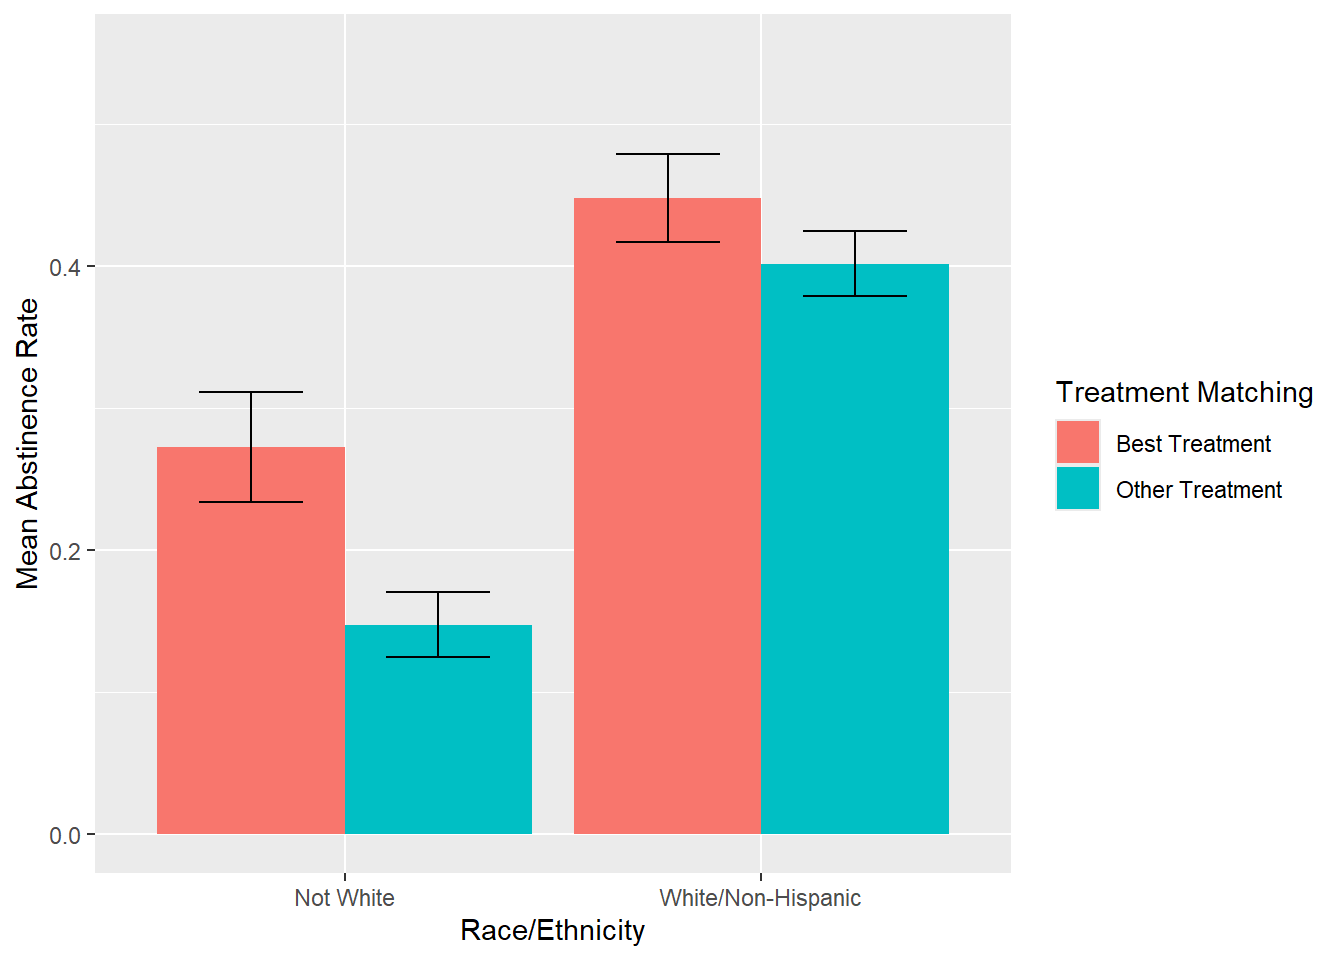 Mean Abstinence Rate
0.4
0.2
0.0
Not White
White/Non-Hispanic
Race/Ethnicity
Treatment Matching
Best Treatment
Other Treatment